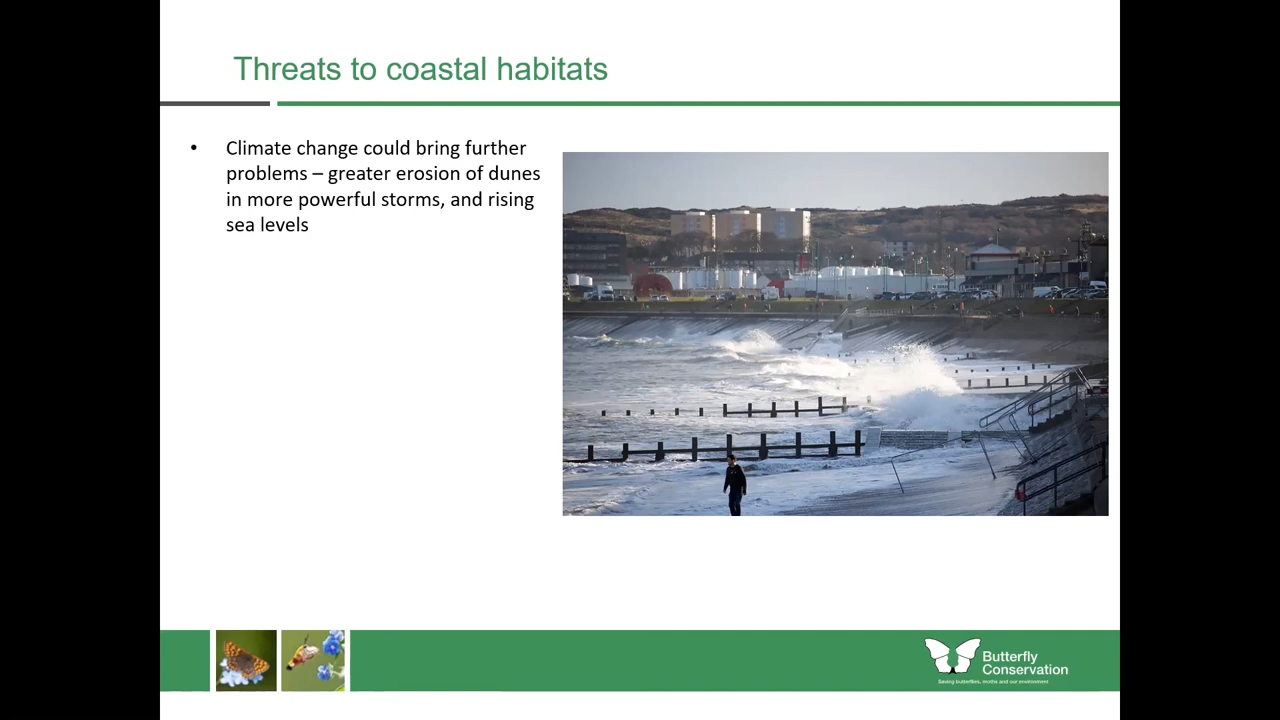 Threats to coastal habitats
• Climate change could bring further
problems – greater erosion of dunes
in more powerful storms, and rising
sea levels
Butterfly
Conservation
Saving butterflies, moths and our environment